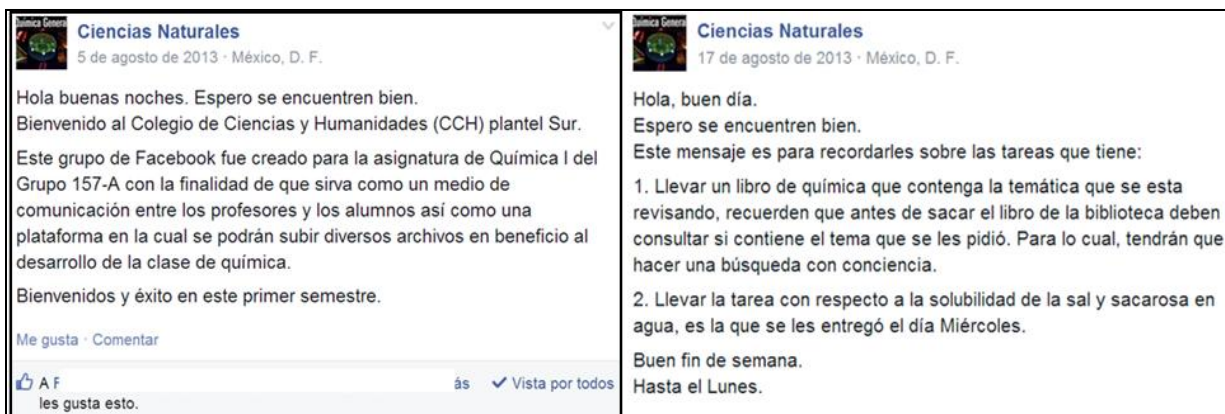 Química General
Ciencias Naturales
5 de agosto de 2013 · México, D. F.
Hola buenas noches. Espero se encuentren bien.
Bienvenido al Colegio de Ciencias y Humanidades (CCH) plantel Sur.
Este grupo de Facebook fue creado para la asignatura de Química I del
Grupo 157-A con la finalidad de que sirva como un medio de
comunicación entre los profesores y los alumnos así como una
plataforma en la cual se podrán subir diversos archivos en beneficio al
desarrollo de la clase de química.
Bienvenidos y éxito en este primer semestre.
Me gusta · Comentar
A F
ás
Vista por todos
les gusta esto.
Química General
Ciencias Naturales
17 de agosto de 2013 · México, D. F.
Hola, buen día.
Espero se encuentren bien.
Este mensaje es para recordarles sobre las tareas que tiene:
1. Llevar un libro de química que contenga la temática que se esta
revisando, recuerden que antes de sacar el libro de la biblioteca deben
consultar si contiene el tema que se les pidió. Para lo cual, tendrán que
hacer una búsqueda con conciencia.
2. Llevar la tarea con respecto a la solubilidad de la sal y sacarosa en
agua, es la que se les entregó el día Miércoles.
Buen fin de semana.
Hasta el Lunes.